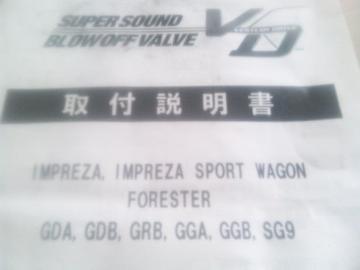 SUPER SOUND
BLOW OFF VALVE
VD
取付説明書
IMPREZA, IMPREZA SPORT WAGON
FORESTER
GDA, GDB, GRB, GGA, GGB, SG9